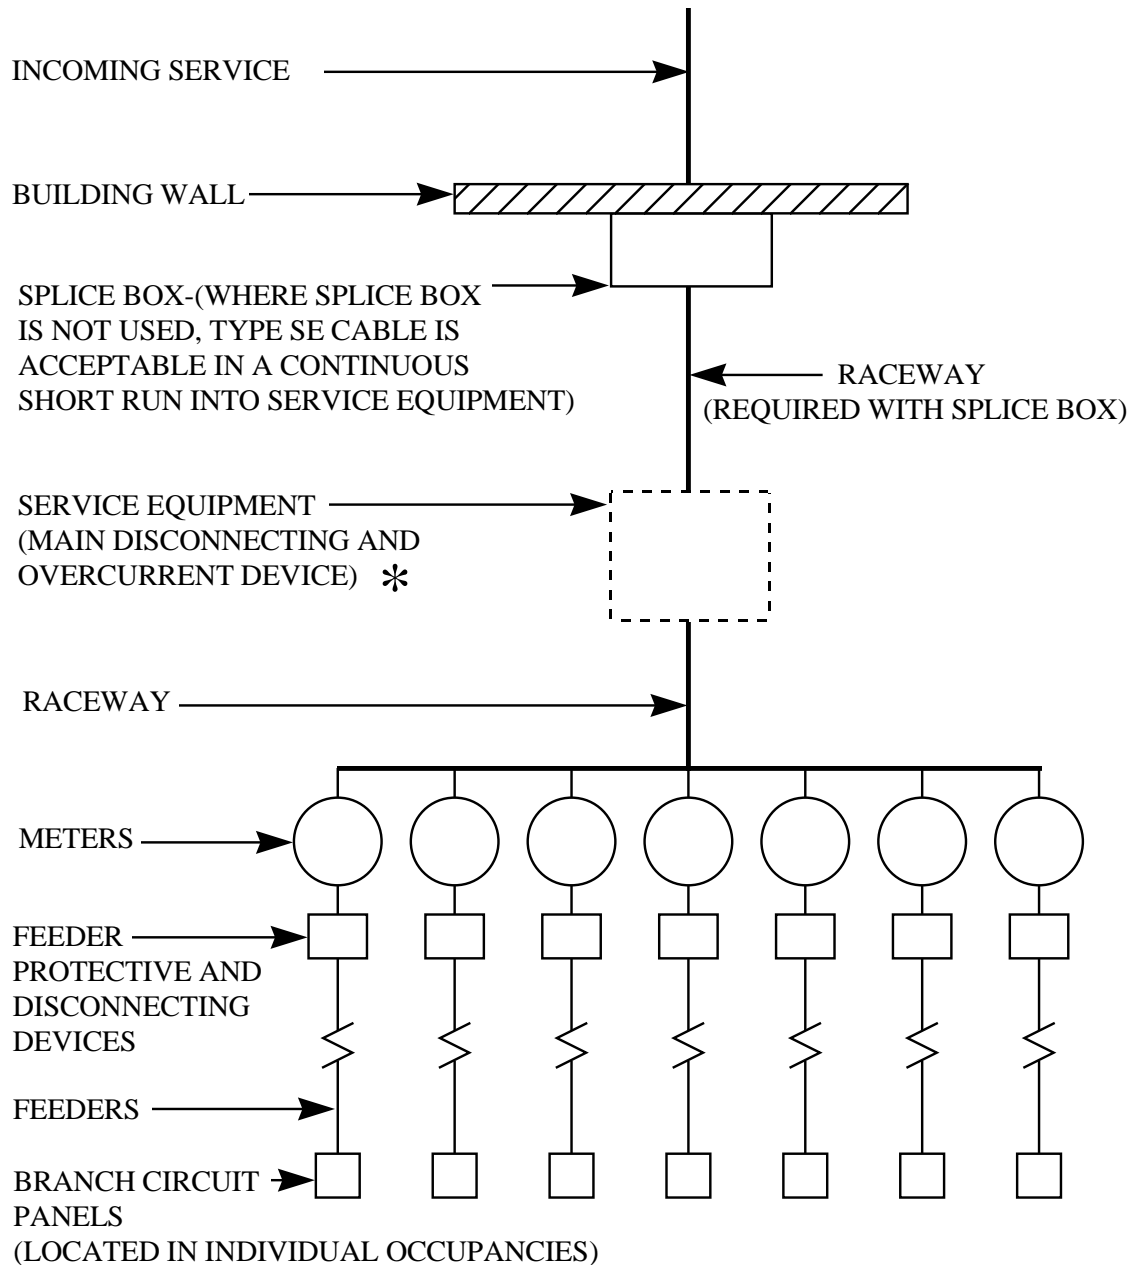 INCOMING SERVICE
BUILDING WALL
SPLICE BOX-(WHERE SPLICE BOX
IS NOT USED, TYPE SE CABLE IS
ACCEPTABLE IN A CONTINUOUS
SHORT RUN INTO SERVICE EQUIPMENT)
RACEWAY
(REQUIRED WITH SPLICE BOX)
SERVICE EQUIPMENT
(MAIN DISCONNECTING AND
OVERCURRENT DEVICE) *
RACEWAY
METERS
FEEDER
PROTECTIVE AND
DISCONNECTING
DEVICES
FEEDERS
BRANCH CIRCUIT
PANELS
(LOCATED IN INDIVIDUAL OCCUPANCIES)